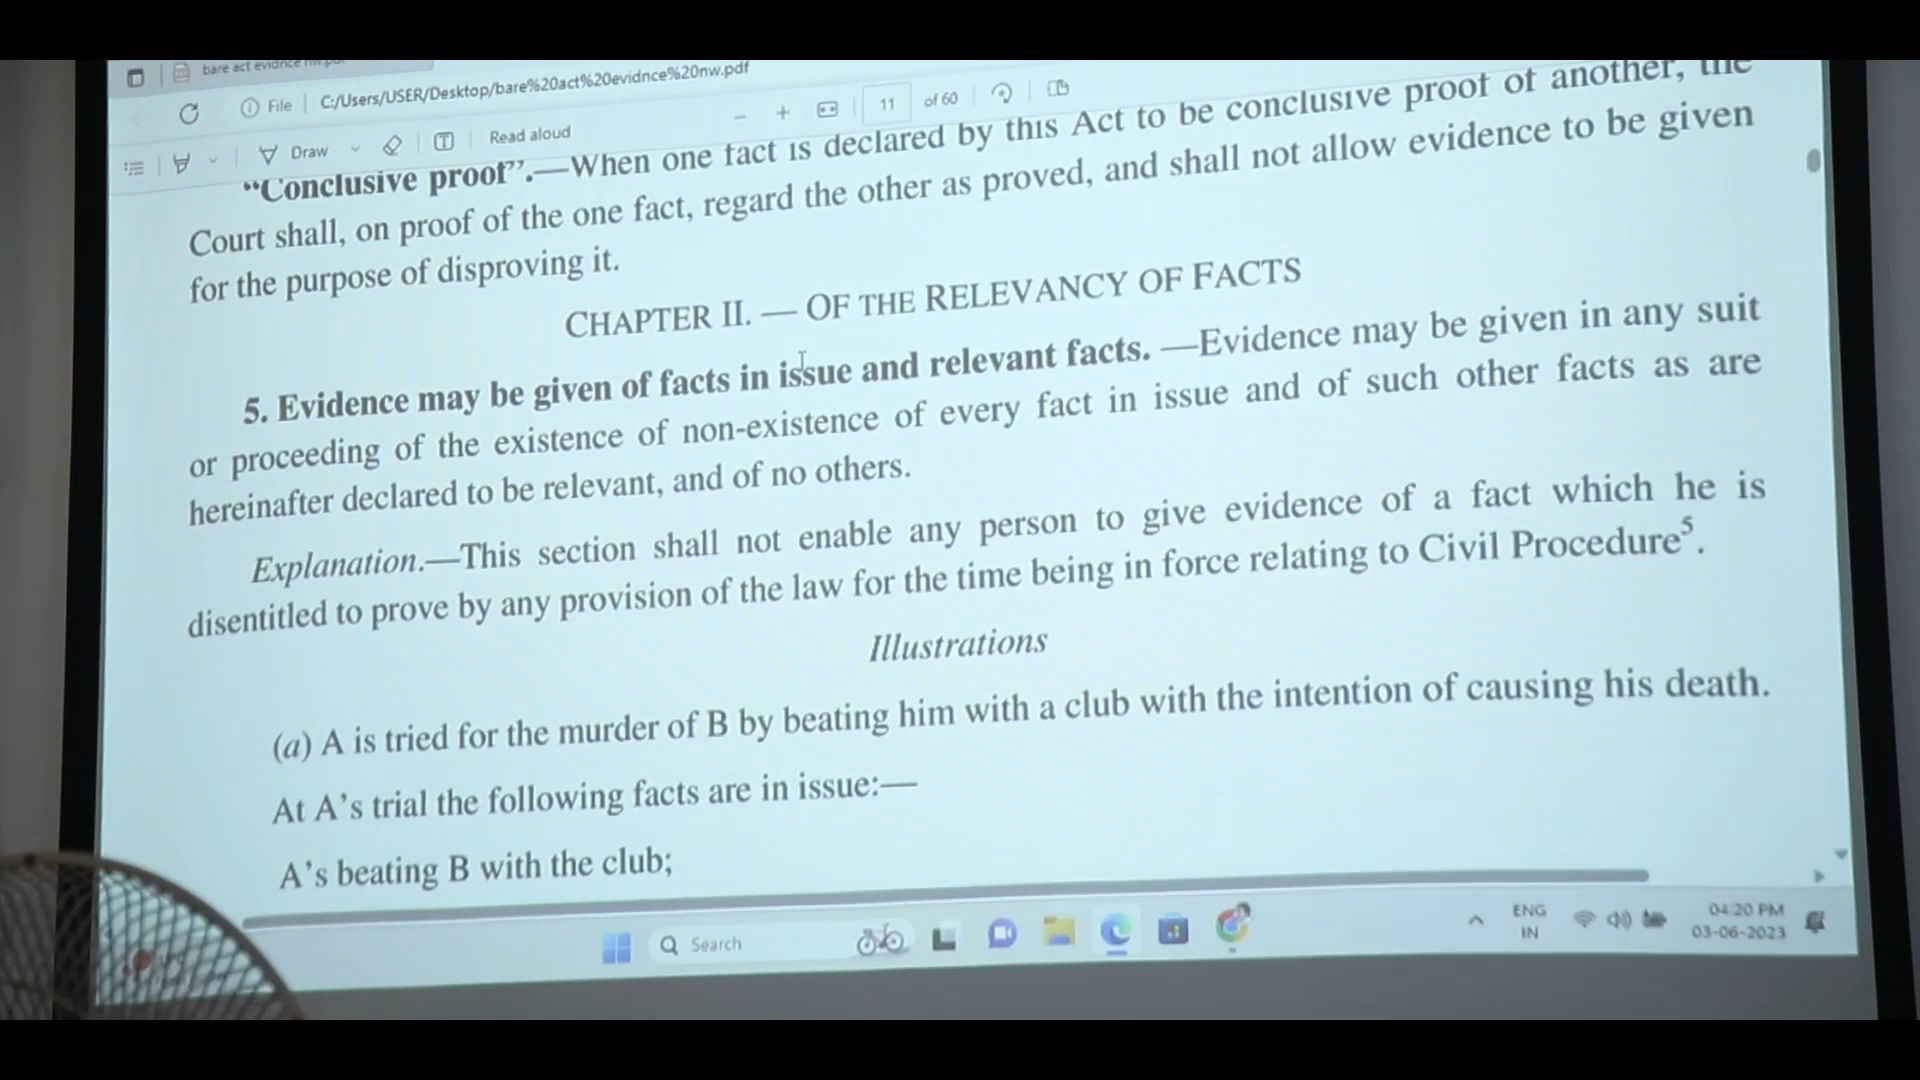 bare act evidnce nw.pdf
File C:/Users/USER/Desktop/bare%20act%20evidnce%20nw.pdf
Draw Read aloud 11 of 60
“Conclusive proof”.—When one fact is declared by this Act to be conclusive proof of another, the
Court shall, on proof of the one fact, regard the other as proved, and shall not allow evidence to be given
for the purpose of disproving it.
CHAPTER II. — OF THE RELEVANCY OF FACTS
5. Evidence may be given of facts in issue and relevant facts. —Evidence may be given in any suit
or proceeding of the existence of non-existence of every fact in issue and of such other facts as are
hereinafter declared to be relevant, and of no others.
Explanation.—This section shall not enable any person to give evidence of a fact which he is
disentitled to prove by any provision of the law for the time being in force relating to Civil Procedure⁵.
Illustrations
(a) A is tried for the murder of B by beating him with a club with the intention of causing his death.
At A’s trial the following facts are in issue:—
A’s beating B with the club;
Search
ENG
IN
04:20 PM
03-06-2023